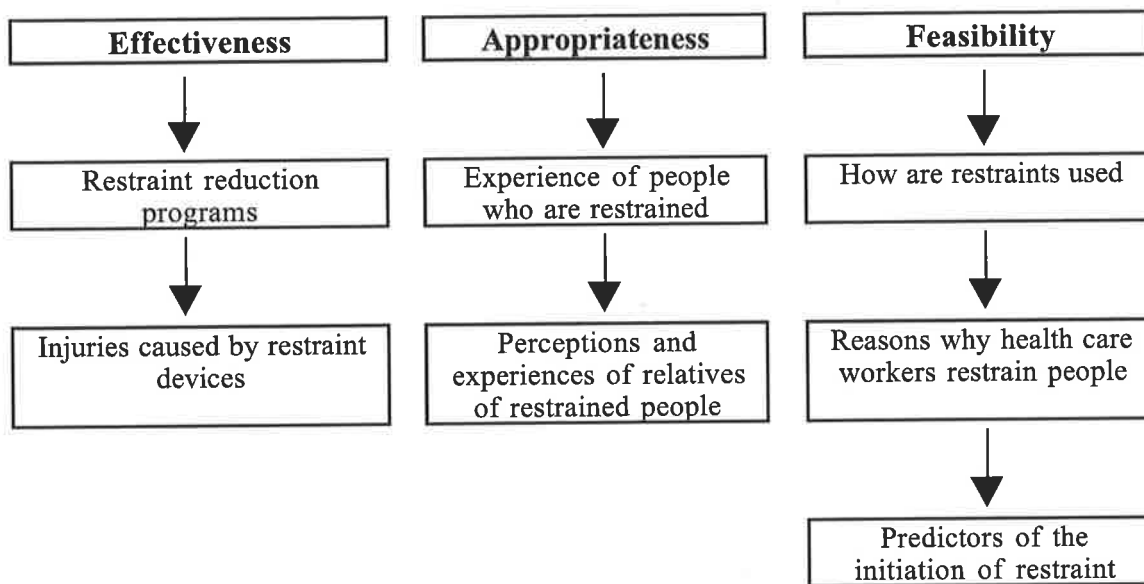 Effectiveness
Appropriateness
Feasibility
Restraint reduction
programs
Experience of people
who are restrained
How are restraints used
Injuries caused by restraint
devices
Perceptions and
experiences of relatives
of restrained people
Reasons why health care
workers restrain people
Predictors of the
initiation of restraint